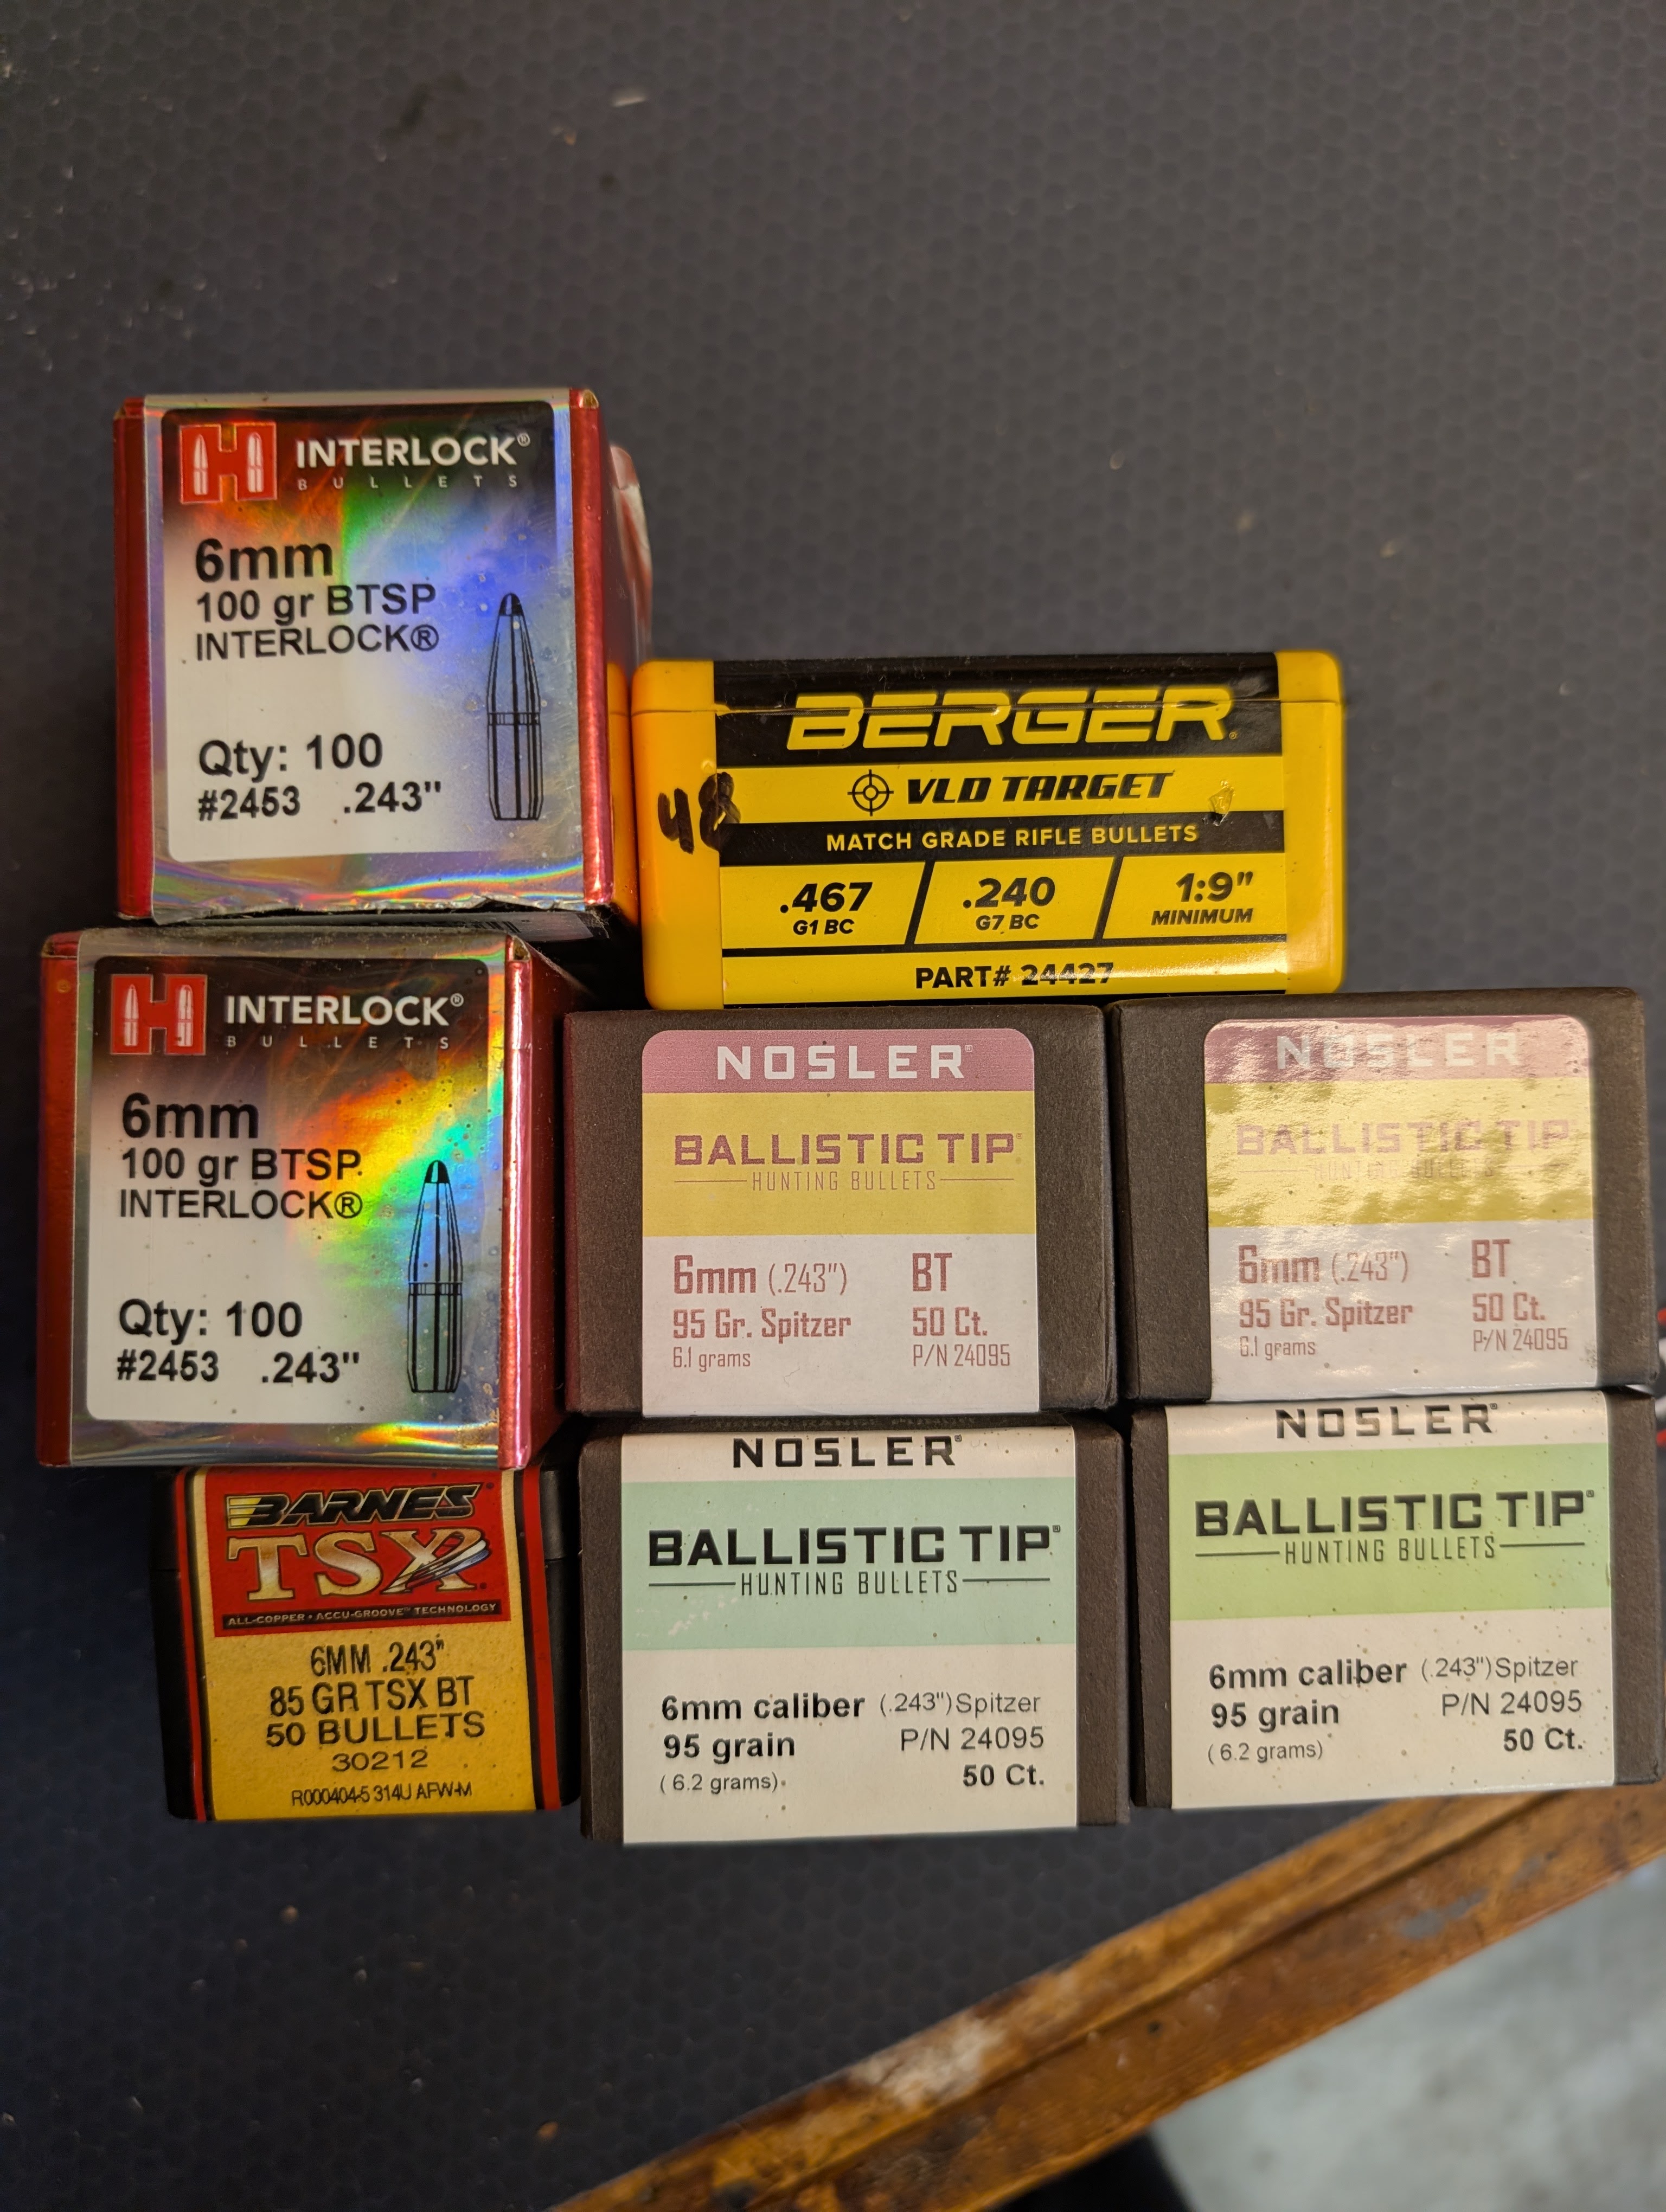 H INTERLOCK®
BULLETS
6mm
100 gr BTSP
INTERLOCK®
Qty: 100
#2453 .243"
48
BERGER.
VLD TARGET
MATCH GRADE RIFLE BULLETS
.467
G1 BC
.240
G7 BC
1:9"
MINIMUM
PART# 24427
H INTERLOCK®
BULLETS
6mm
100 gr BTSP
INTERLOCK®
Qty: 100
#2453 .243"
NOSLER®
BALLISTIC TIP®
HUNTING BULLETS
6mm (.243") BT
95 Gr. Spitzer 50 Ct.
6.1 grams P/N 24095
NOSLER
BALLISTIC TIP
HUNTING BULLETS
6mm (.243") BT
95 Gr. Spitzer 50 Ct.
6.1 grams P/N 24095
BARNES®
TSX.
ALL-COPPER • ACCU-GROOVE™ TECHNOLOGY
6MM .243"
85 GR TSX BT
50 BULLETS
30212
R000404-5 314U AFW-M
NOSLER®
BALLISTIC TIP®
HUNTING BULLETS
6mm caliber (.243") Spitzer
95 grain P/N 24095
(6.2 grams) 50 Ct.
NOSLER®
BALLISTIC TIP®
HUNTING BULLETS
6mm caliber (.243") Spitzer
95 grain P/N 24095
(6.2 grams) 50 Ct.